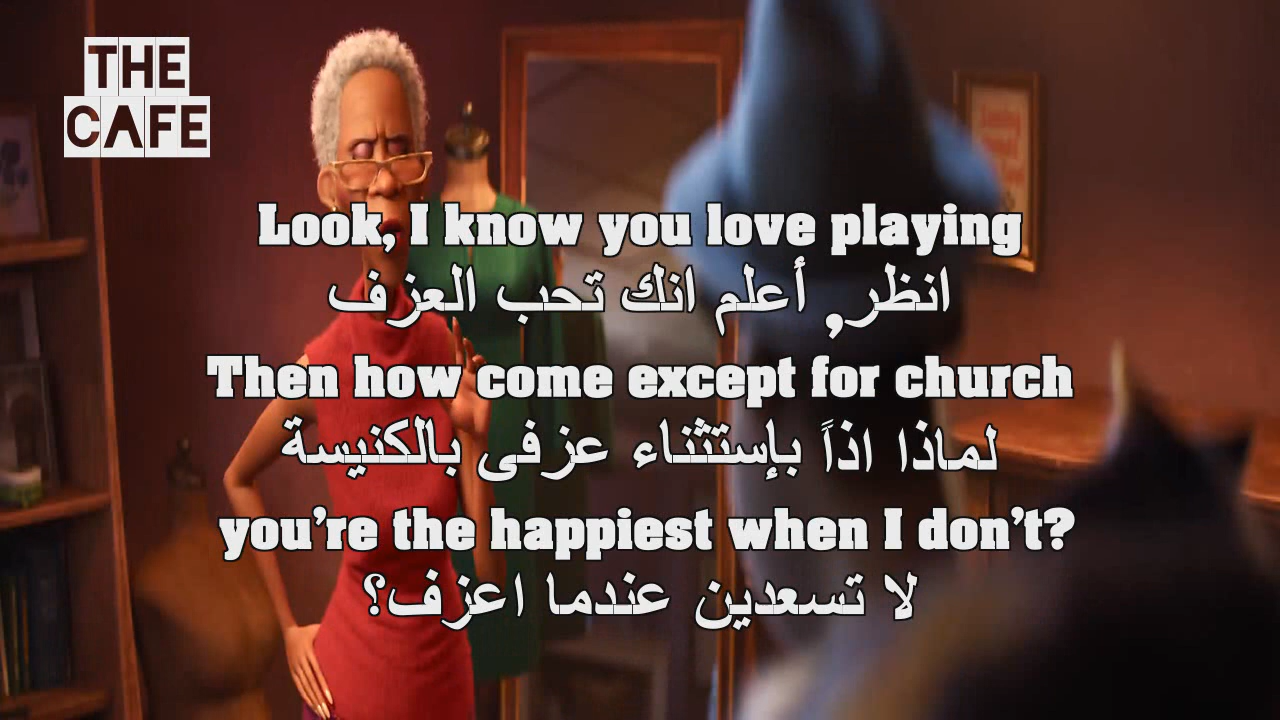 THE
CAFE
Look, I know you love playing
انظر, أعلم انك تحب العزف
Then how come except for church
لماذا اذاً بإستثناء عزفى بالكنيسة
you're the happiest when I don't?
لا تسعدين عندما اعزف؟